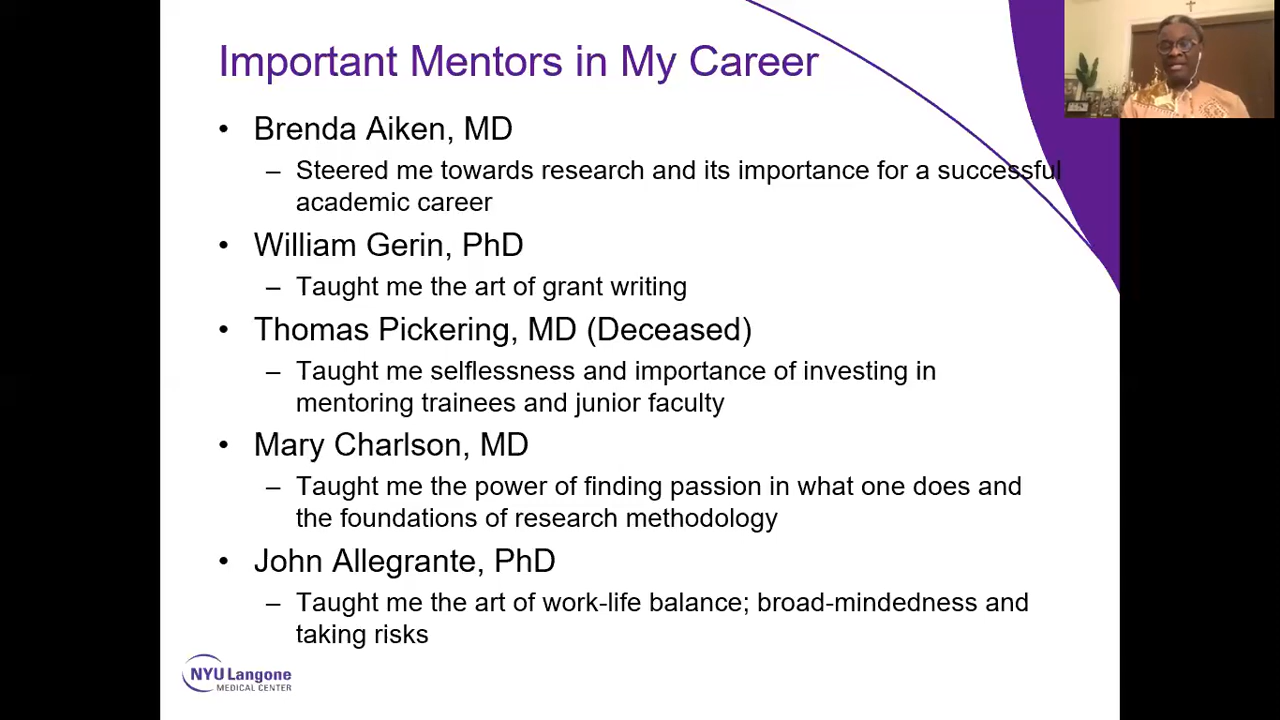 Important Mentors in My Career
• Brenda Aiken, MD
– Steered me towards research and its importance for a successful
academic career
• William Gerin, PhD
– Taught me the art of grant writing
• Thomas Pickering, MD (Deceased)
– Taught me selflessness and importance of investing in
mentoring trainees and junior faculty
• Mary Charlson, MD
– Taught me the power of finding passion in what one does and
the foundations of research methodology
• John Allegrante, PhD
– Taught me the art of work-life balance; broad-mindedness and
taking risks
NYU Langone
MEDICAL CENTER